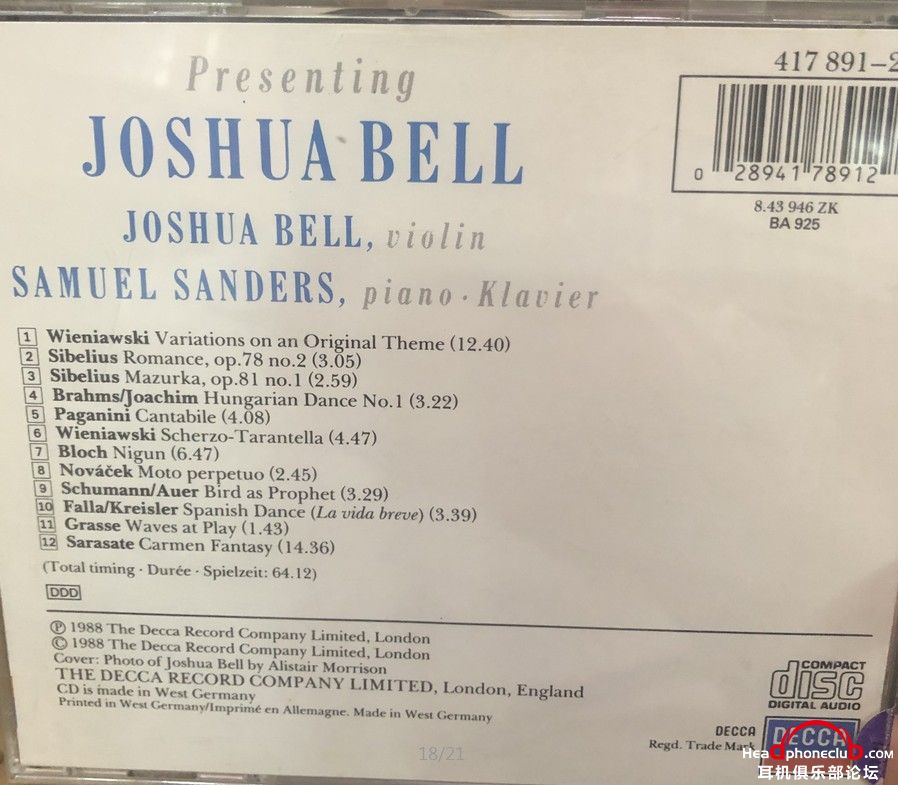 Presenting
417 891–2
JOSHUA BELL
0 28941 78912
8.43 946 ZK
BA 925
JOSHUA BELL, violin
SAMUEL SANDERS, piano · Klavier
1 Wieniawski Variations on an Original Theme (12.40)
2 Sibelius Romance, op.78 no.2 (3.05)
3 Sibelius Mazurka, op.81 no.1 (2.59)
4 Brahms/Joachim Hungarian Dance No.1 (3.22)
5 Paganini Cantabile (4.08)
6 Wieniawski Scherzo-Tarantella (4.47)
7 Bloch Nigun (6.47)
8 Nováček Moto perpetuo (2.45)
9 Schumann/Auer Bird as Prophet (3.29)
10 Falla/Kreisler Spanish Dance (La vida breve) (3.39)
11 Grasse Waves at Play (1.43)
12 Sarasate Carmen Fantasy (14.36)
(Total timing · Durée · Spielzeit: 64.12)
DDD
℗ 1988 The Decca Record Company Limited, London
© 1988 The Decca Record Company Limited, London
Cover: Photo of Joshua Bell by Alistair Morrison
THE DECCA RECORD COMPANY LIMITED, London, England
CD is made in West Germany
Printed in West Germany/Imprimé en Allemagne. Made in West Germany
COMPACT
disc
DIGITAL AUDIO
DECCA
Regd. Trade Mark
DECCA
Headphoneclub.com
耳机俱乐部论坛
18/21